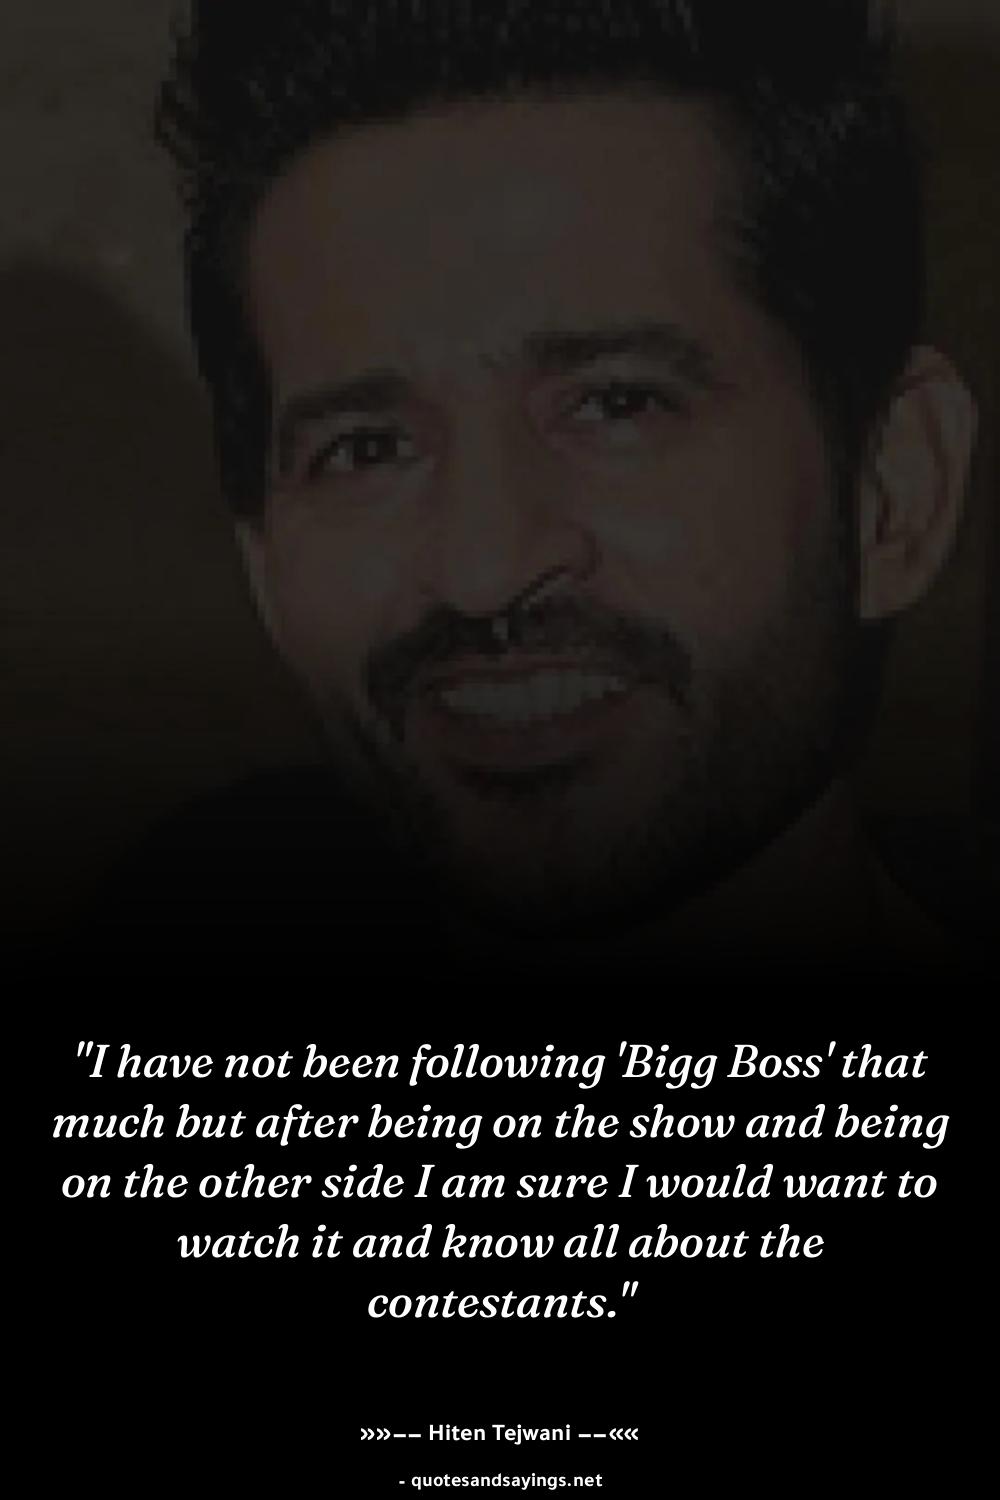 "I have not been following 'Bigg Boss' that
much but after being on the show and being
on the other side I am sure I would want to
watch it and know all about the
contestants."
»»−− Hiten Tejwani −−««
- quotesandsayings.net